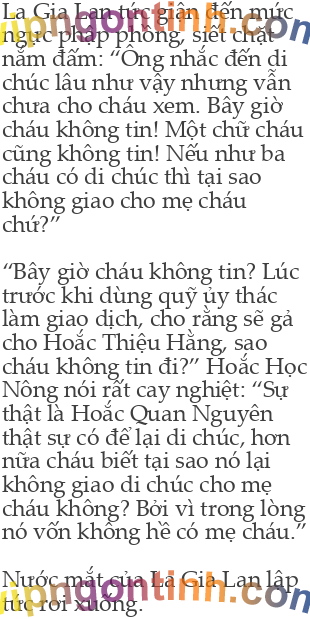 La Gia Lan tức giận đến mức
ngực phập phồng, siết chặt
nắm đấm: “Ông nhắc đến di
chúc lâu như vậy nhưng vẫn
chưa cho cháu xem. Bây giờ
cháu không tin! Một chữ cháu
cũng không tin! Nếu như ba
cháu có di chúc thì tại sao
không giao cho mẹ cháu
chứ?”
“Bây giờ cháu không tin? Lúc
trước khi dùng quỹ ủy thác
làm giao dịch, cho rằng sẽ gả
cho Hoắc Thiệu Hằng, sao
cháu không tin đi?” Hoắc Học
Nông nói rất cay nghiệt: “Sự
thật là Hoắc Quan Nguyên
thật sự có để lại di chúc, hơn
nữa cháu biết tại sao nó lại
không giao di chúc cho mẹ
cháu không? Bởi vì trong lòng
nó vốn không hề có mẹ cháu.”
Nước mắt của La Gia Lan lập
tức rơi xuống.
vipngontinh.com
vipngontinh.com